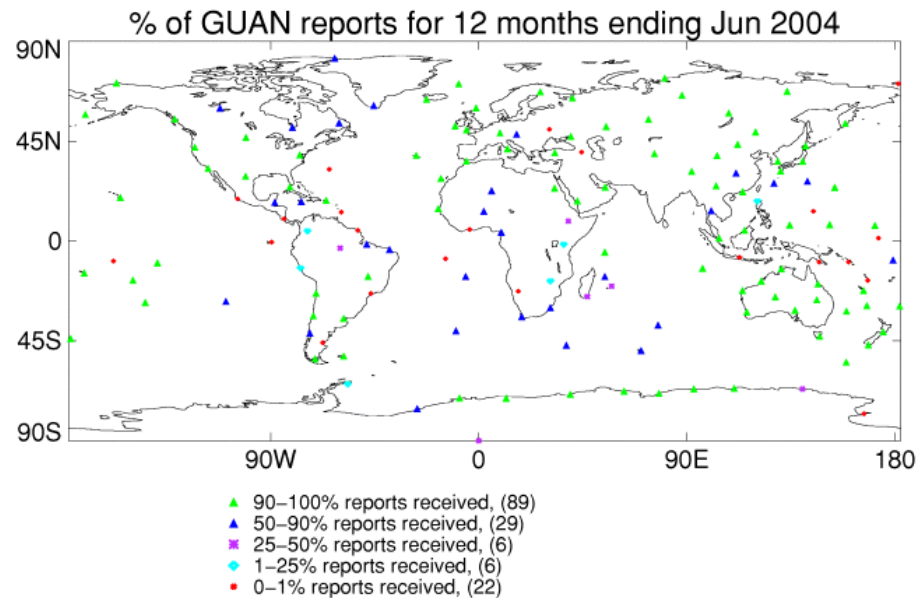 % of GUAN reports for 12 months ending Jun 2004
90N
45N
0
45S
90S
90W 0 90E 180
90–100% reports received, (89)
50–90% reports received, (29)
25–50% reports received, (6)
1–25% reports received, (6)
0–1% reports received, (22)